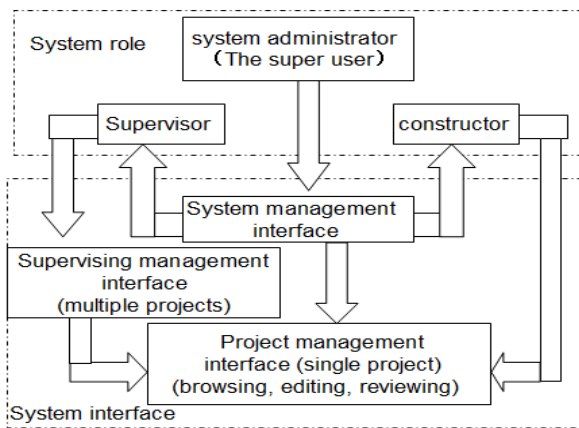 System role
system administrator
(The super user)
Supervisor
constructor
System management
interface
Supervising management
interface
(multiple projects)
Project management
interface (single project)
(browsing, editing, reviewing)
System interface